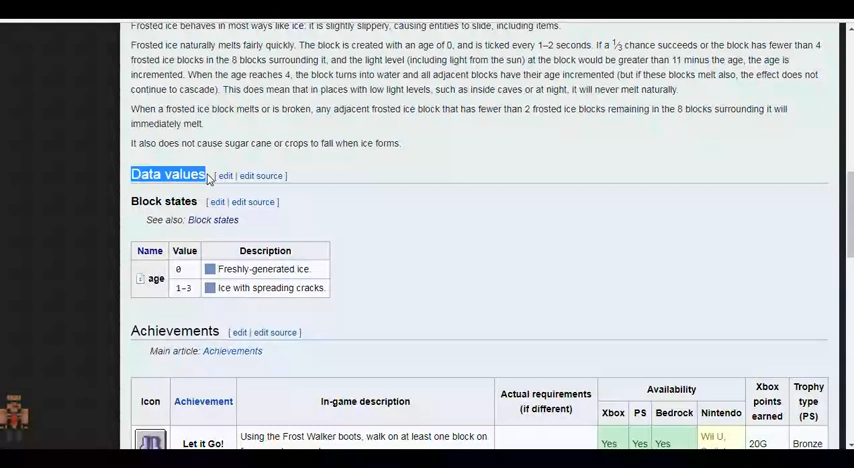 Frosted ice behaves in most ways like ice: it is slightly slippery, causing entities to slide, including items.
Frosted ice naturally melts fairly quickly. The block is created with an age of 0, and is ticked every 1–2 seconds. If a 1⁄3 chance succeeds or the block has fewer than 4
frosted ice blocks in the 8 blocks surrounding it, and the light level (including light from the sun) at the block would be greater than 11 minus the age, the age is
incremented. When the age reaches 4, the block turns into water and all adjacent blocks have their age incremented (but if these blocks melt also, the effect does not
continue to cascade). This does mean that in places with low light levels, such as inside caves or at night, it will never melt naturally.
When a frosted ice block melts or is broken, any adjacent frosted ice block that has fewer than 2 frosted ice blocks remaining in the 8 blocks surrounding it will
immediately melt.
It also does not cause sugar cane or crops to fall when ice forms.
Data values [ edit | edit source ]
Block states [ edit | edit source ]
See also: Block states
Name Value Description
age 0 Freshly-generated ice.
1–3 Ice with spreading cracks.
Achievements [ edit | edit source ]
Main article: Achievements
Icon Achievement In-game description Actual requirements (if different) Availability Xbox points earned Trophy type (PS)
Xbox PS Bedrock Nintendo
Let it Go! Using the Frost Walker boots, walk on at least one block on Yes Yes Yes Wii U, 20G Bronze